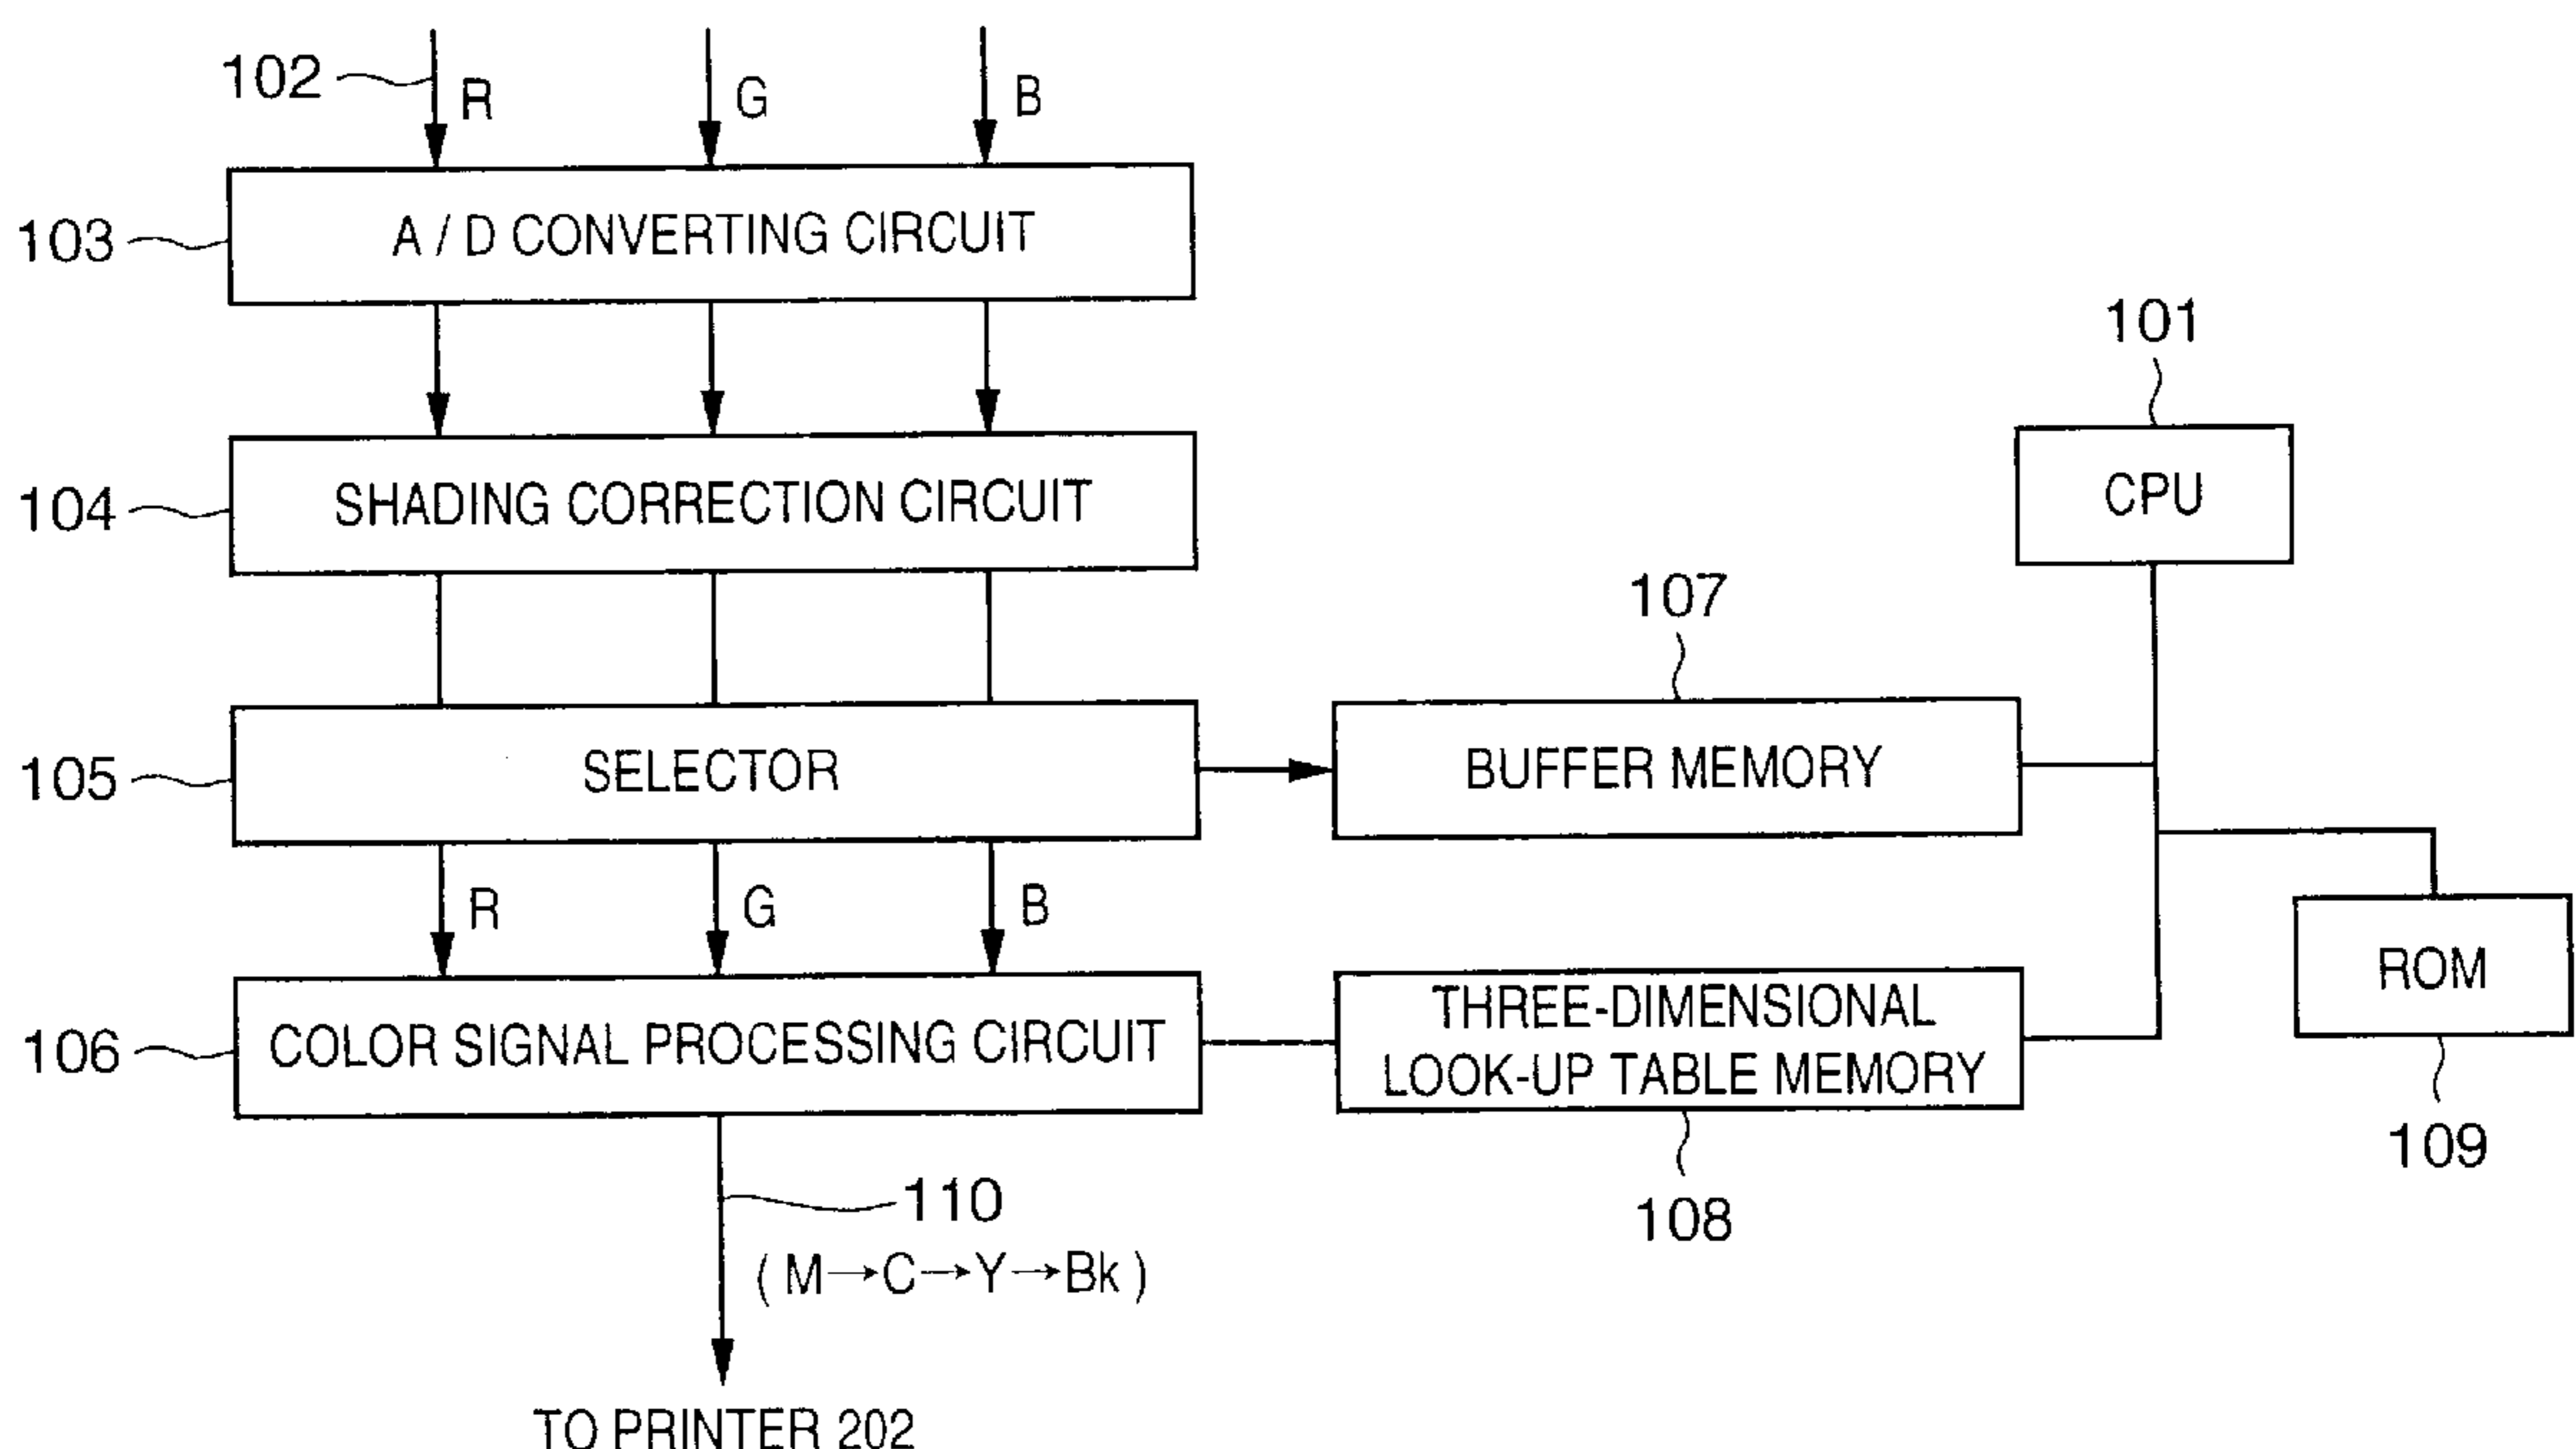 102
R
G
B
103
A / D CONVERTING CIRCUIT
101
104
SHADING CORRECTION CIRCUIT
CPU
107
105
SELECTOR
BUFFER MEMORY
R
G
B
ROM
106
COLOR SIGNAL PROCESSING CIRCUIT
THREE-DIMENSIONAL
LOOK-UP TABLE MEMORY
109
110
108
( M→C→Y→Bk )
TO PRINTER 202